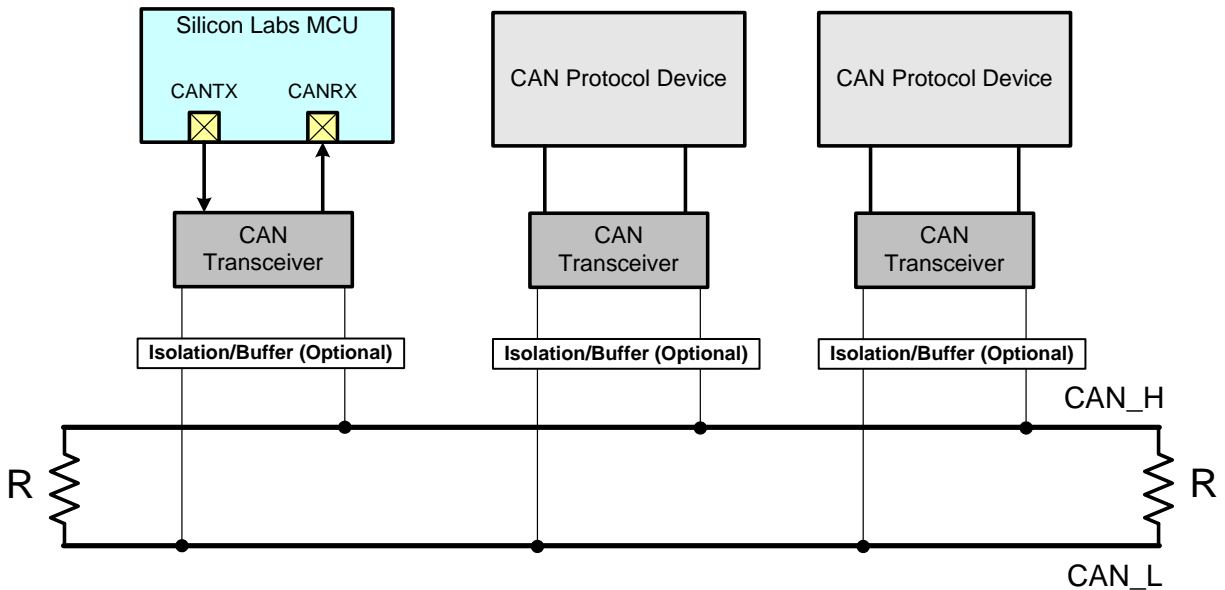 Silicon Labs MCU
CANTX
CANRX
CAN Protocol Device
CAN Protocol Device
CAN
Transceiver
CAN
Transceiver
CAN
Transceiver
Isolation/Buffer (Optional)
Isolation/Buffer (Optional)
Isolation/Buffer (Optional)
CAN_H
R
R
CAN_L